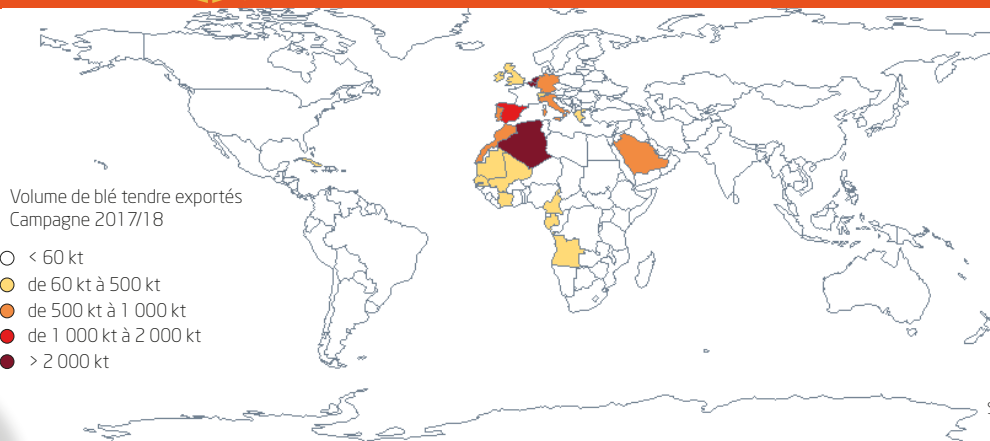 Volume de blé tendre exportés
Campagne 2017/18
< 60 kt
de 60 kt à 500 kt
de 500 kt à 1 000 kt
de 1 000 kt à 2 000 kt
> 2 000 kt